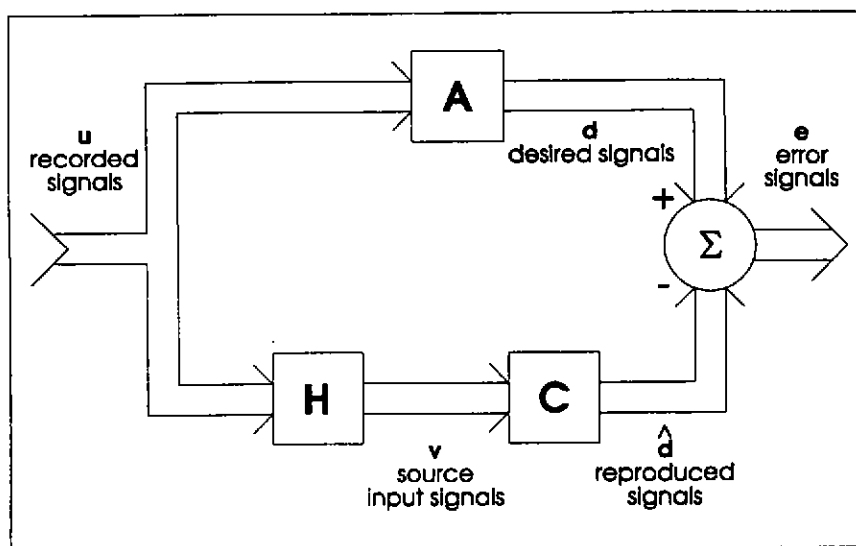 A
u
recorded
signals
d
desired signals
e
error
signals
+
Σ
-
H
C
v
source
input signals
d̂
reproduced
signals